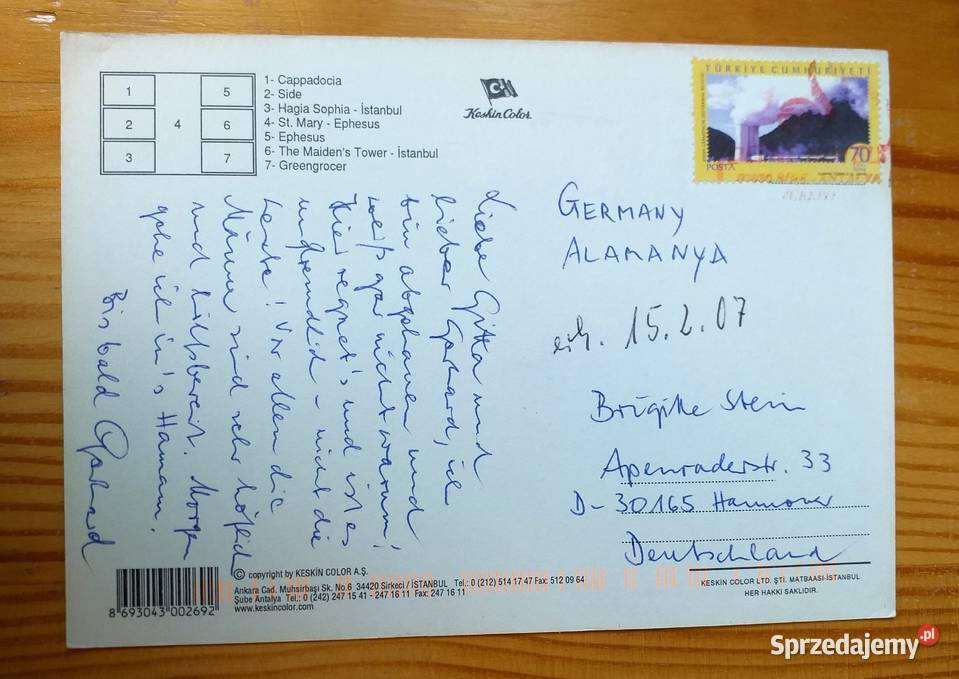 1
2
3
4
5
6
7
1- Cappadocia
2- Side
3- Hagia Sophia - İstanbul
4- St. Mary - Ephesus
5- Ephesus
6- The Maiden's Tower - İstanbul
7- Greengrocer
Keskin Color
TÜRKİYE CUMHURİYETİ
70
POSTA
ANTALYA
Liebe Gitta und
lieber Gerhard, ich
bin abgehauen und
weiß gar nicht warum!
Hier regnet's und ist es
unfreundlich – nicht die
Leute! Vor allem die
Männer sind sehr höflich
und hilfsbereit. Morgen
gehe ich in's Hamam.
Bis bald
GERMANY
ALAMANYA
erh. 15.2.07
Brigitte Stein
Apenraderstr. 33
D-30165 Hannover
Deutschland
8 693043 002692
© copyright by KESKİN COLOR A.Ş.
Ankara Cad. Muhsirbaşı Sk. No.6 34420 Sirkeci / İSTANBUL Tel.: 0 (212) 514 17 47 Fax: 512 09 64
Şube Antalya Tel.: 0 (242) 247 15 41 - 247 16 11 Fax: 247 16 11
www.keskincolor.com
KESKİN COLOR LTD. ŞTİ. MATBAASI-İSTANBUL
HER HAKKI SAKLIDIR.
Sprzedajemy.pl